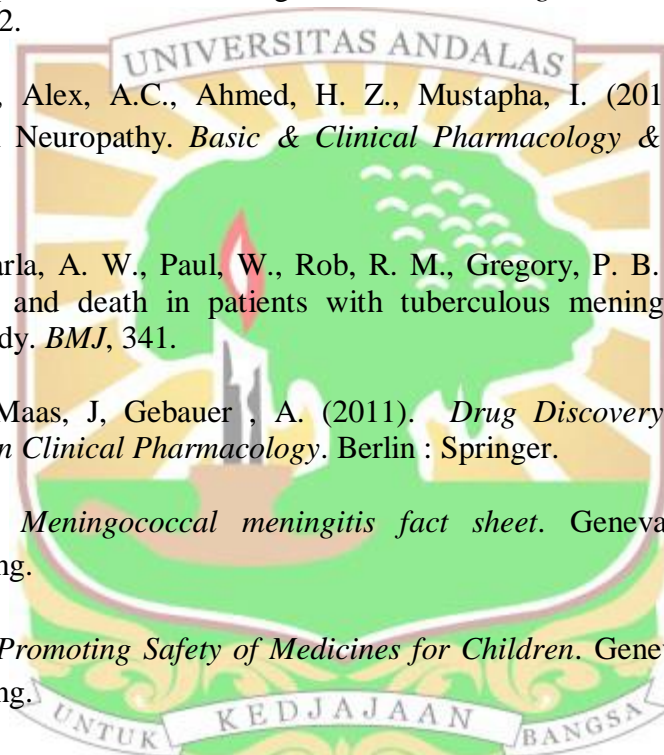 2.
UNIVERSITAS ANDALAS
, Alex, A.C., Ahmed, H. Z., Mustapha, I. (201
Neuropathy. Basic & Clinical Pharmacology &
arla, A. W., Paul, W., Rob, R. M., Gregory, P. B.
and death in patients with tuberculous mening
dy. BMJ, 341.
Maas, J, Gebauer , A. (2011). Drug Discovery
n Clinical Pharmacology. Berlin : Springer.
Meningococcal meningitis fact sheet. Geneva
ng.
Promoting Safety of Medicines for Children. Genev
ng.
UNTUK KEDJAJAAN BANGSA